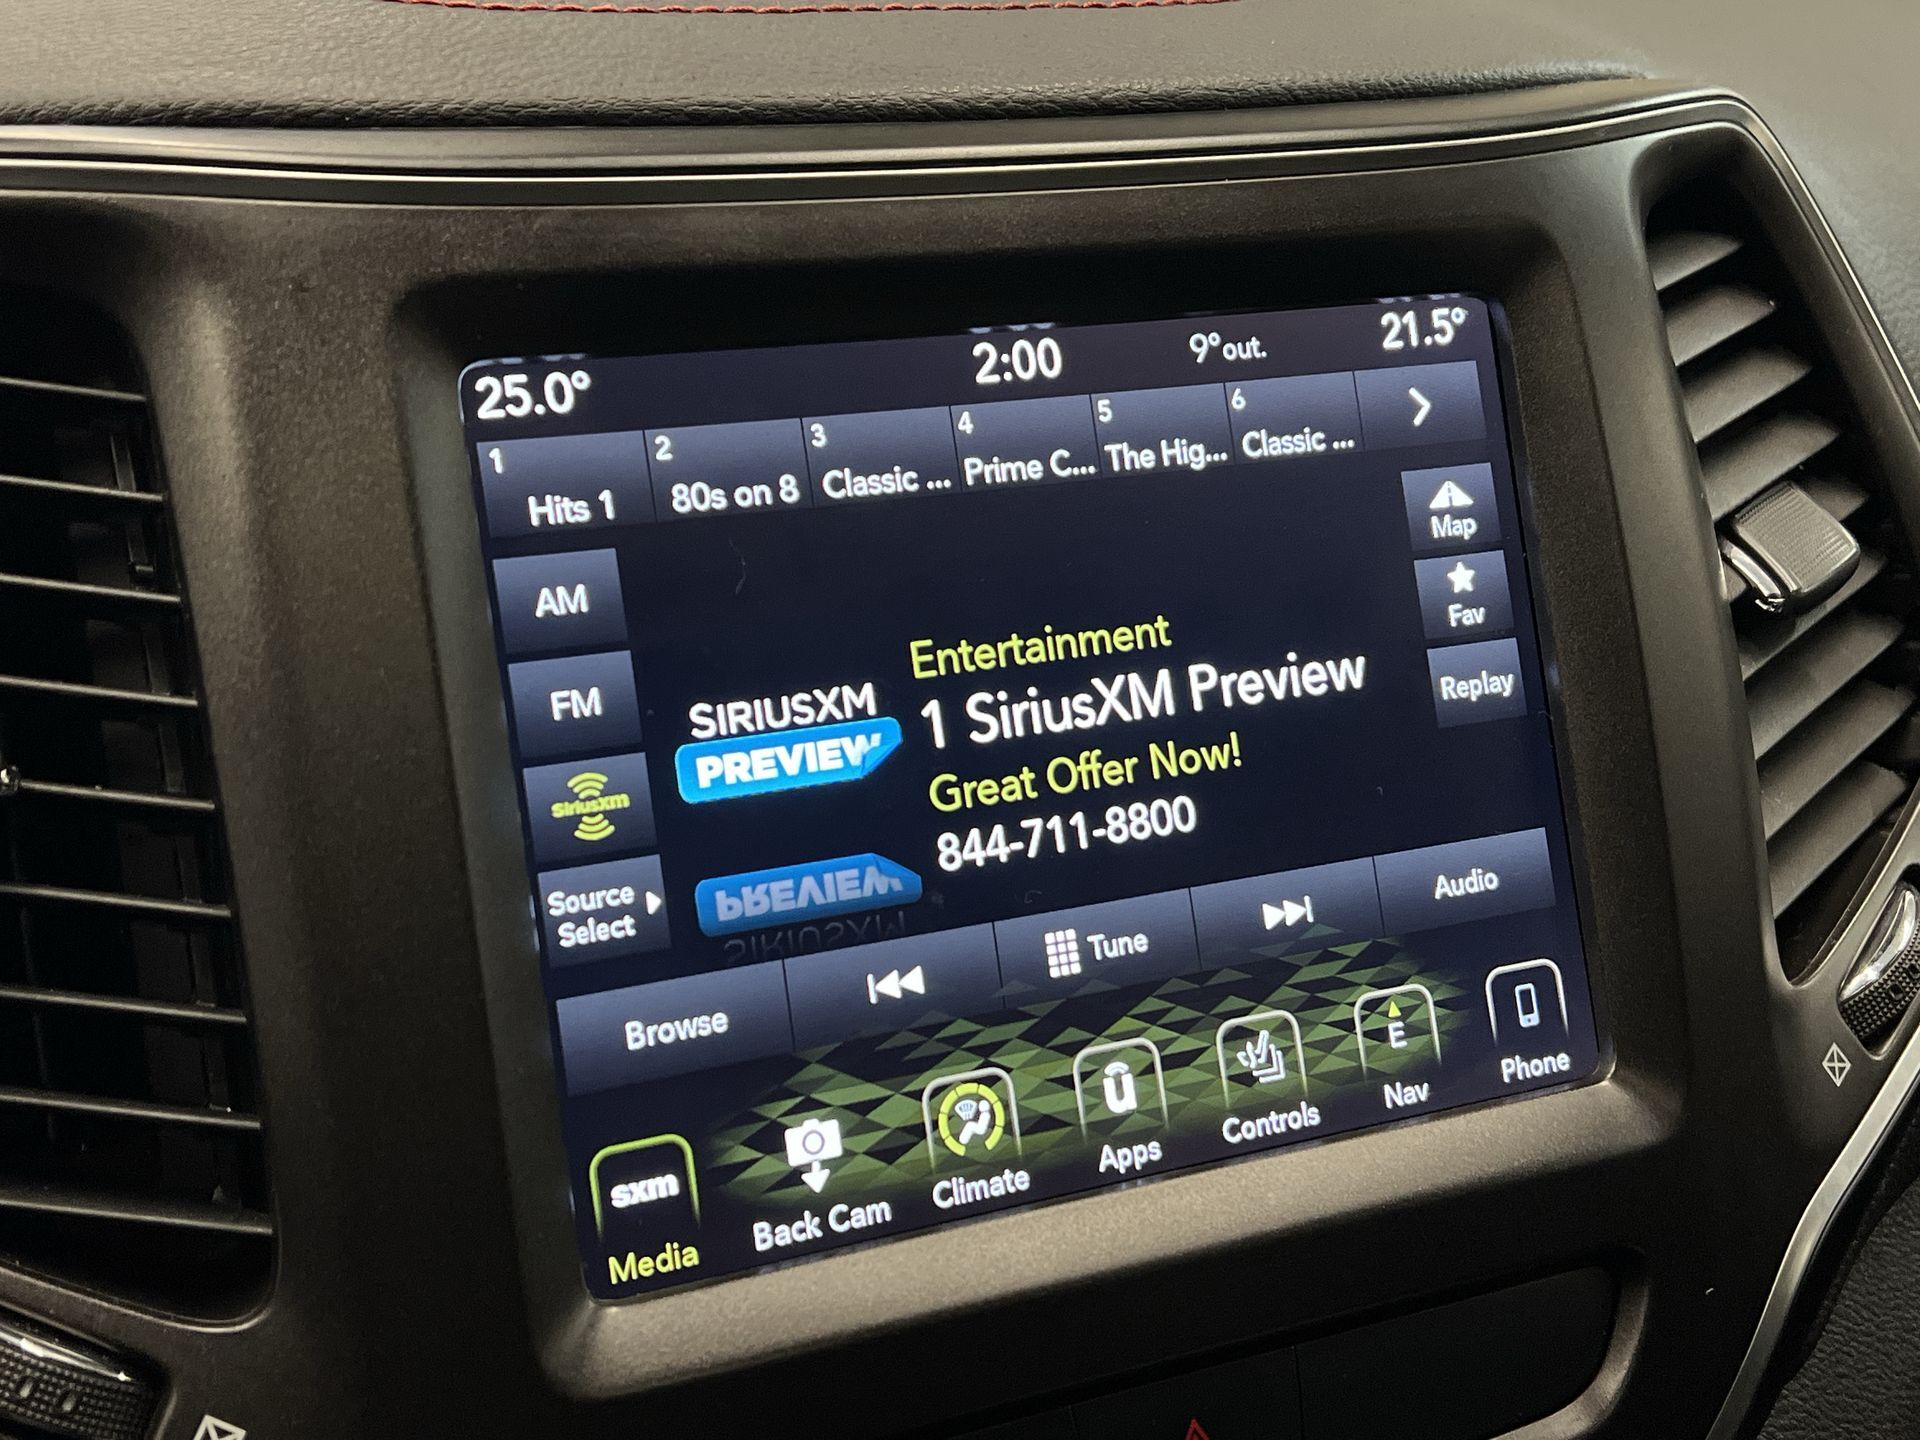 25.0° 2:00 9°out. 21.5°
1 2 3 4 5 6
Hits 1 80s on 8 Classic ... Prime C... The Hig... Classic ...
Map
AM
Fav
FM
Replay
SiriusXm
Source
Select
SIRIUSXM
PREVIEW
Entertainment
1 SiriusXM Preview
Great Offer Now!
844-711-8800
PREVIEW
SIRIUSXM
Browse Tune Audio
sxm
Media
Back Cam
Climate
Apps
Controls
E
Nav
Phone